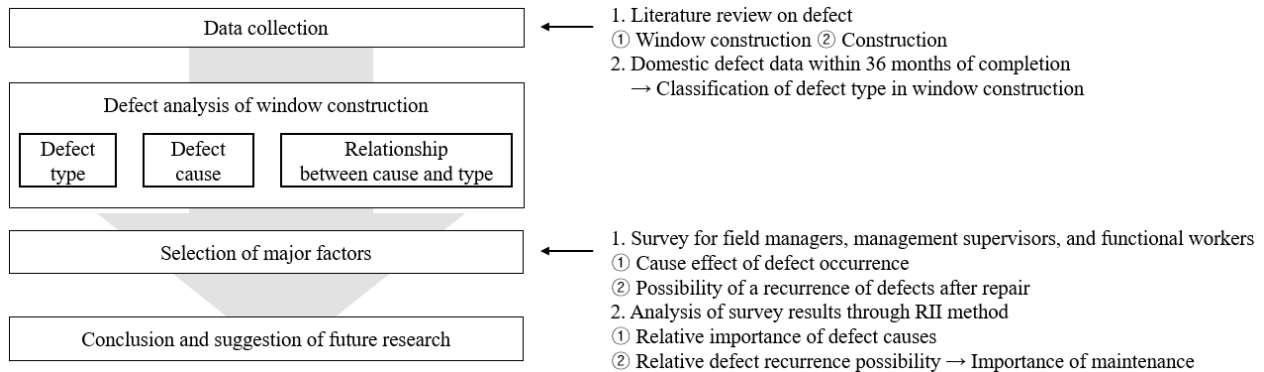 Data collection
1. Literature review on defect
① Window construction ② Construction
2. Domestic defect data within 36 months of completion
→ Classification of defect type in window construction
Defect analysis of window construction
Defect
type
Defect
cause
Relationship
between cause and type
Selection of major factors
1. Survey for field managers, management supervisors, and functional workers
① Cause effect of defect occurrence
② Possibility of a recurrence of defects after repair
2. Analysis of survey results through RII method
① Relative importance of defect causes
② Relative defect recurrence possibility → Importance of maintenance
Conclusion and suggestion of future research